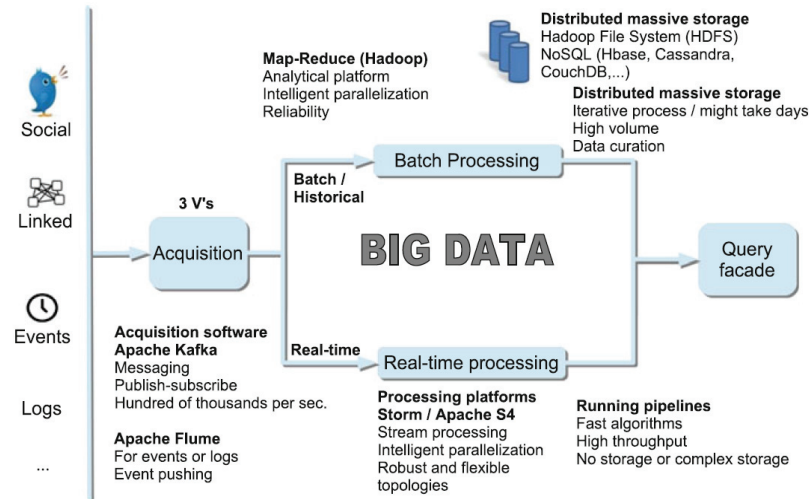 Social
Linked
Events
Logs
...
3 V's
Acquisition
Acquisition software
Apache Kafka
Messaging
Publish-subscribe
Hundred of thousands per sec.
Apache Flume
For events or logs
Event pushing
Map-Reduce (Hadoop)
Analytical platform
Intelligent parallelization
Reliability
Batch /
Historical
Batch Processing
Distributed massive storage
Hadoop File System (HDFS)
NoSQL (Hbase, Cassandra,
CouchDB,...)
Distributed massive storage
Iterative process / might take days
High volume
Data curation
BIG DATA
Query
facade
Real-time
Real-time processing
Processing platforms
Storm / Apache S4
Stream processing
Intelligent parallelization
Robust and flexible
topologies
Running pipelines
Fast algorithms
High throughput
No storage or complex storage